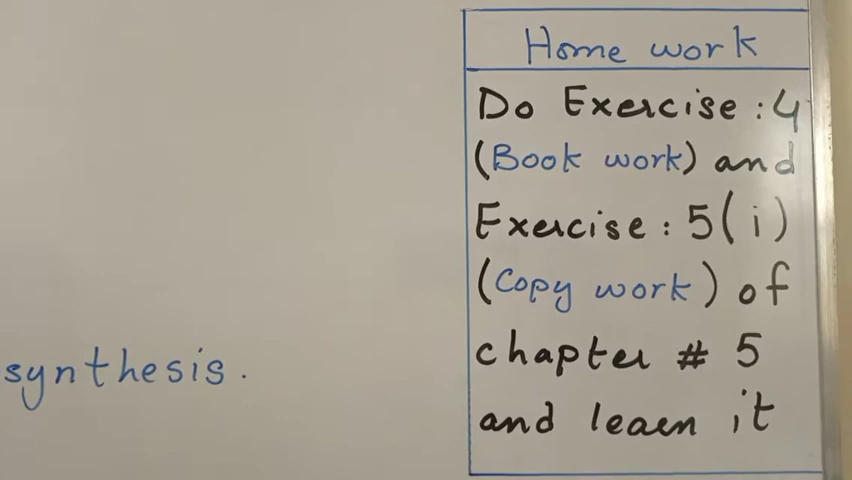 Home work
Do Exercise : 4
(Book work) and
Exercise : 5(i)
(Copy work) of
chapter # 5
and learn it
synthesis.